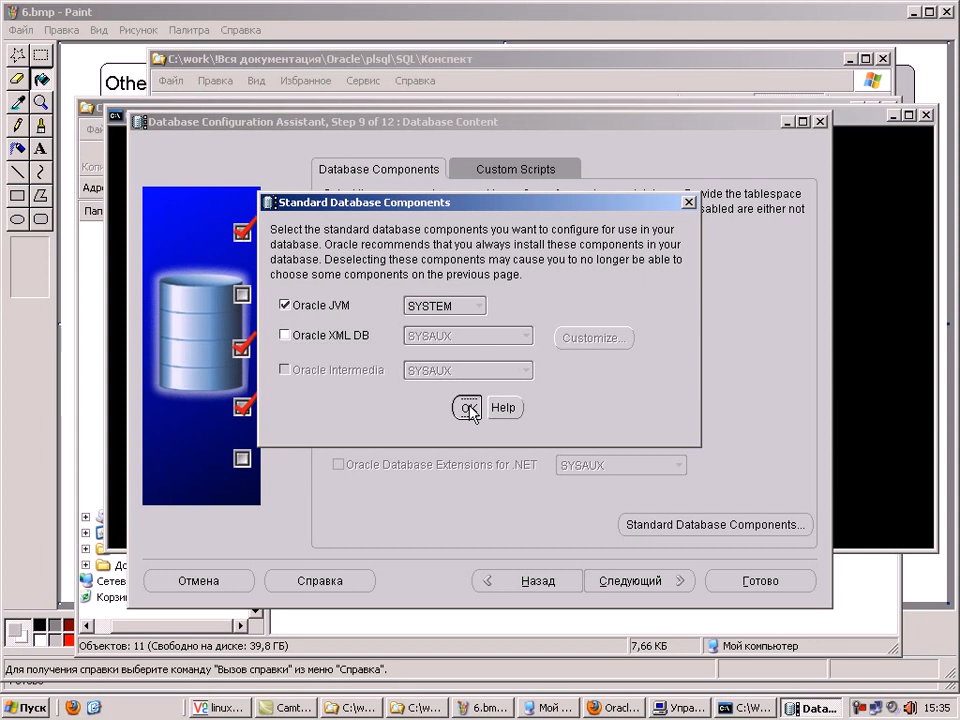 6.bmp - Paint
Файл Правка Вид Рисунок Палитра Справка
C:\work\!Вся документация\Oracle\plsql\SQL\Конспект
Файл Правка Вид Избранное Сервис Справка
Othe
Database Configuration Assistant, Step 9 of 12 : Database Content
Копи
Database Components
Custom Scripts
Адре
vide the tablespace
Пап
sabled are either not
Standard Database Components
Select the standard database components you want to configure for use in your
database. Oracle recommends that you always install these components in your
database. Deselecting these components may cause you to no longer be able to
choose some components on the previous page.
Oracle JVM
SYSTEM
Oracle XML DB
SYSAUX
Customize...
Oracle Intermedia
SYSAUX
OK
Help
Oracle Database Extensions for .NET
SYSAUX
Standard Database Components...
До
Сетев
Корзин
Отмена
Справка
Назад
Следующий
Готово
Объектов: 11 (Свободно на диске: 39,8 ГБ)
7,66 КБ
Мой компьютер
Для получения справки выберите команду "Вызов справки" из меню "Справка".
Пуск
linux...
Camt...
C:\w...
C:\w...
6.bm...
Мой ...
Oracl...
Упра...
C:\W...
Data...
15:35